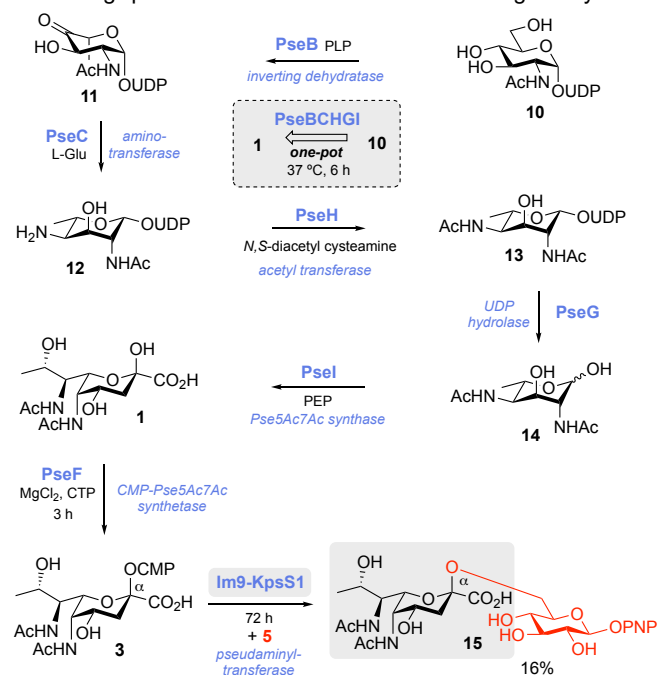 O
HO
AcHN
OUDP
11
PseB PLP
inverting dehydratase
OH
HO
HO
AcHN
OUDP
10
PseC
L-Glu
amino-
transferase
PseBCHGI
1
10
one-pot
37 ºC, 6 h
OH
O
OUDP
H2N
NHAc
12
PseH
N,S-diacetyl cysteamine
acetyl transferase
OH
O
OUDP
AcHN
NHAc
13
UDP
hydrolase
PseG
OH
OH
O
CO2H
AcHN
OH
AcHN
1
PseI
PEP
Pse5Ac7Ac synthase
OH
O
OH
AcHN
NHAc
14
PseF
MgCl2, CTP
3 h
CMP-Pse5Ac7Ac
synthetase
OH
OCMP
α
O
CO2H
AcHN
OH
AcHN
3
Im9-KpsS1
72 h
+ 5
pseudaminyl-
transferase
OH
O
α
O
CO2H
AcHN
OH
AcHN
15
O
HO
HO
OH
OPNP
16%